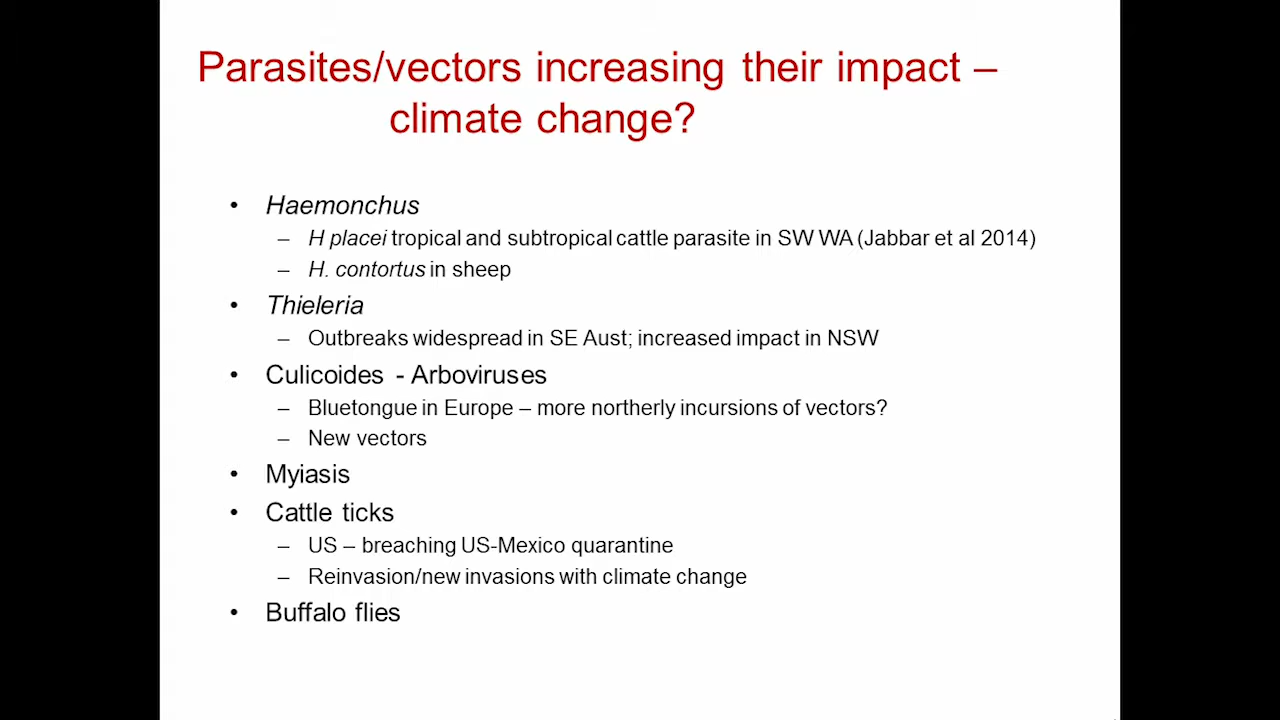 Parasites/vectors increasing their impact –
climate change?
• Haemonchus
– H placei tropical and subtropical cattle parasite in SW WA (Jabbar et al 2014)
– H. contortus in sheep
• Thieleria
– Outbreaks widespread in SE Aust; increased impact in NSW
• Culicoides - Arboviruses
– Bluetongue in Europe – more northerly incursions of vectors?
– New vectors
• Myiasis
• Cattle ticks
– US – breaching US-Mexico quarantine
– Reinvasion/new invasions with climate change
• Buffalo flies